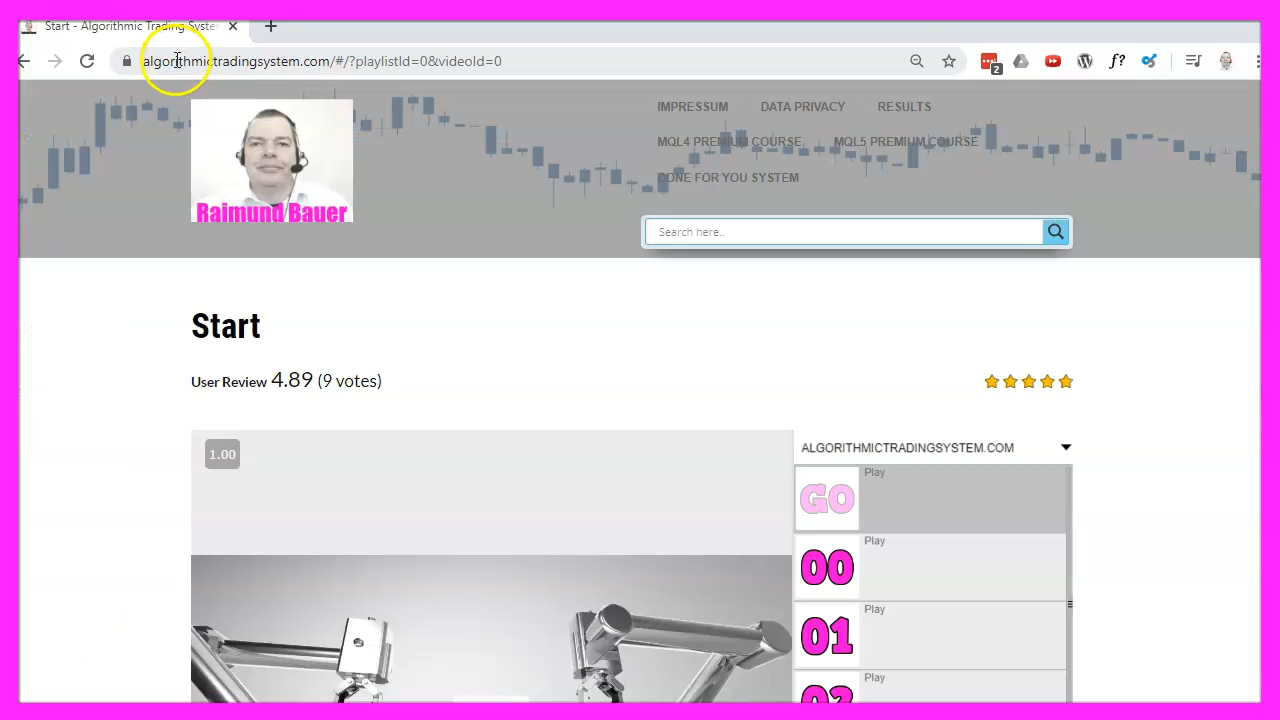 Start - Algorithmic Trading Syste
algorithmictradingsystem.com/#/?playlistId=0&videoId=0
2
f?
Raimund Bauer
IMPRESSUM DATA PRIVACY RESULTS
MQL4 PREMIUM COURSE MQL5 PREMIUM COURSE
DONE FOR YOU SYSTEM
Search here..
Start
User Review 4.89 (9 votes)
1.00
ALGORITHMICTRADINGSYSTEM.COM
GO Play
00 Play
01 Play
02 Play